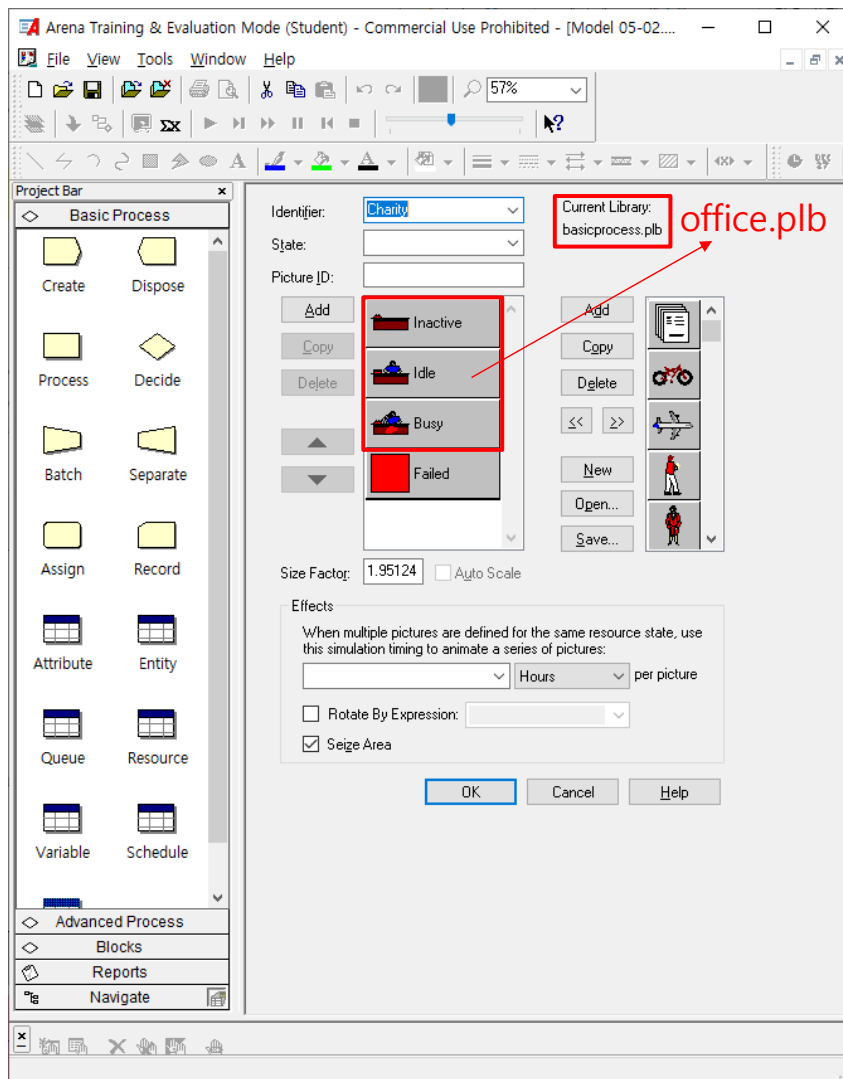 Arena Training & Evaluation Mode (Student) - Commercial Use Prohibited - [Model 05-02....
File View Tools Window Help
57%
Project Bar
Basic Process
Create Dispose
Process Decide
Batch Separate
Assign Record
Attribute Entity
Queue Resource
Variable Schedule
Advanced Process
Blocks
Reports
Navigate
Identifier: Charity
State:
Picture ID:
Current Library:
basicprocess.plb
office.plb
Add
Copy
Delete
Inactive
Idle
Busy
Failed
Add
Copy
Delete
<< >>
New
Open...
Save...
Size Factor: 1.95124 Auto Scale
Effects
When multiple pictures are defined for the same resource state, use
this simulation timing to animate a series of pictures:
Hours per picture
Rotate By Expression:
Seize Area
OK Cancel Help